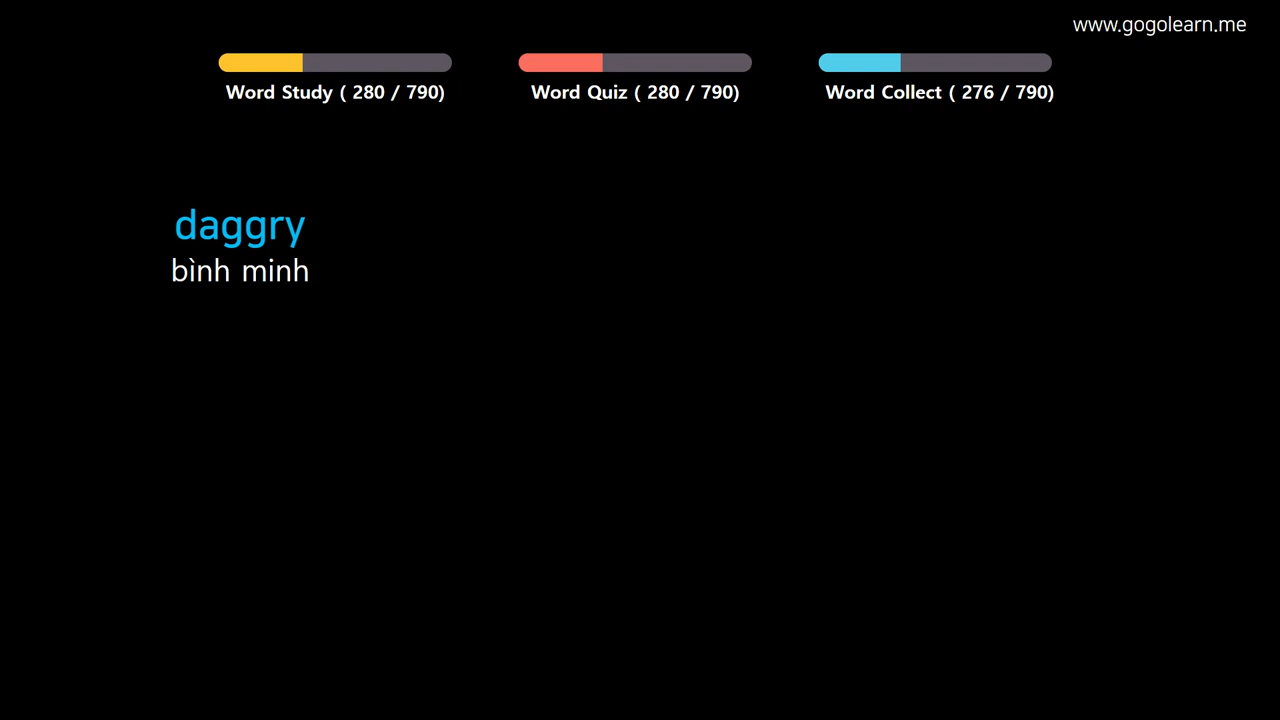 www.gogolearn.me
Word Study ( 280 / 790)
Word Quiz ( 280 / 790)
Word Collect ( 276 / 790)
daggry
bình minh